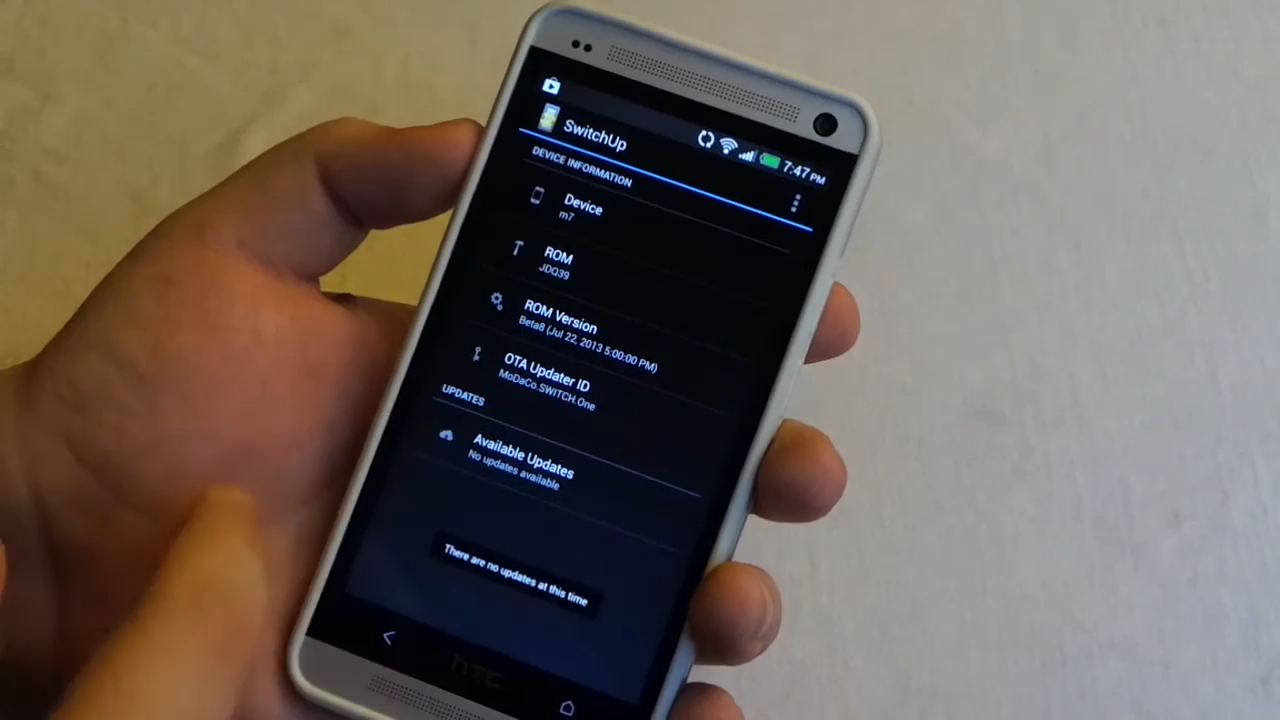 7:47 PM
SwitchUp
DEVICE INFORMATION
Device
m7
ROM
JDQ39
ROM Version
Beta8 (Jul 22, 2013 5:00:00 PM)
OTA Updater ID
MoDaCo.SWITCH.One
UPDATES
Available Updates
No updates available
There are no updates at this time
hTC